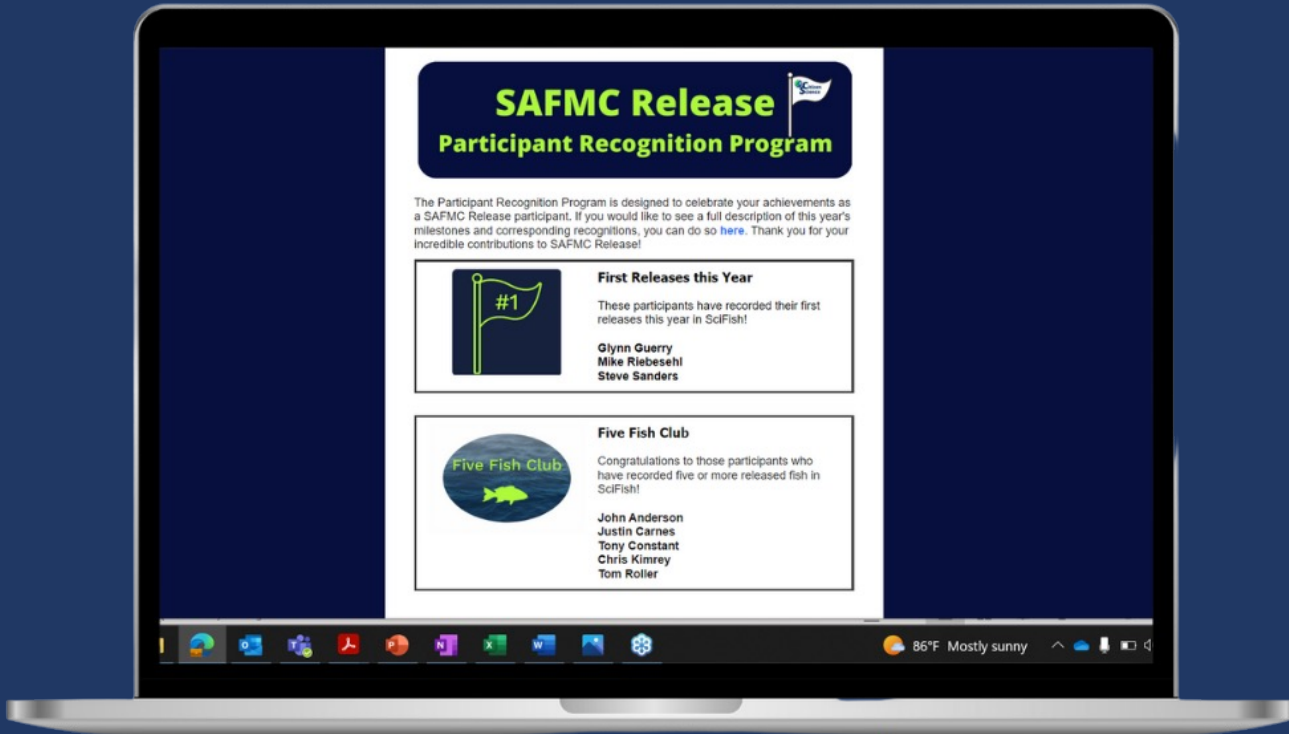 SAFMC Release
Citizen
Science
Participant Recognition Program
The Participant Recognition Program is designed to celebrate your achievements as
a SAFMC Release participant. If you would like to see a full description of this year's
milestones and corresponding recognitions, you can do so here. Thank you for your
incredible contributions to SAFMC Release!
#1
First Releases this Year
These participants have recorded their first
releases this year in SciFish!
Glynn Guerry
Mike Riebesehl
Steve Sanders
Five Fish Club
Five Fish Club
Congratulations to those participants who
have recorded five or more released fish in
SciFish!
John Anderson
Justin Carnes
Tony Constant
Chris Kimrey
Tom Roller
86°F Mostly sunny